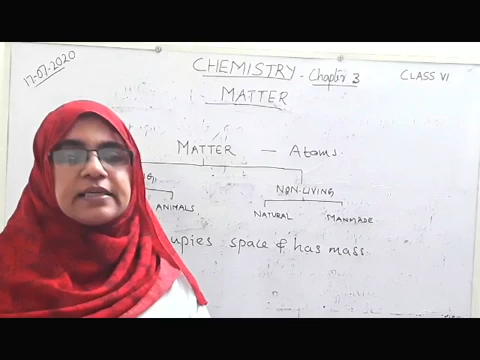 17-07-2020
CHEMISTRY - Chapter 3 CLASS VI
MATTER
MATTER — Atoms.
NON-LIVING
ANIMALS NATURAL MANMADE
space & has mass.